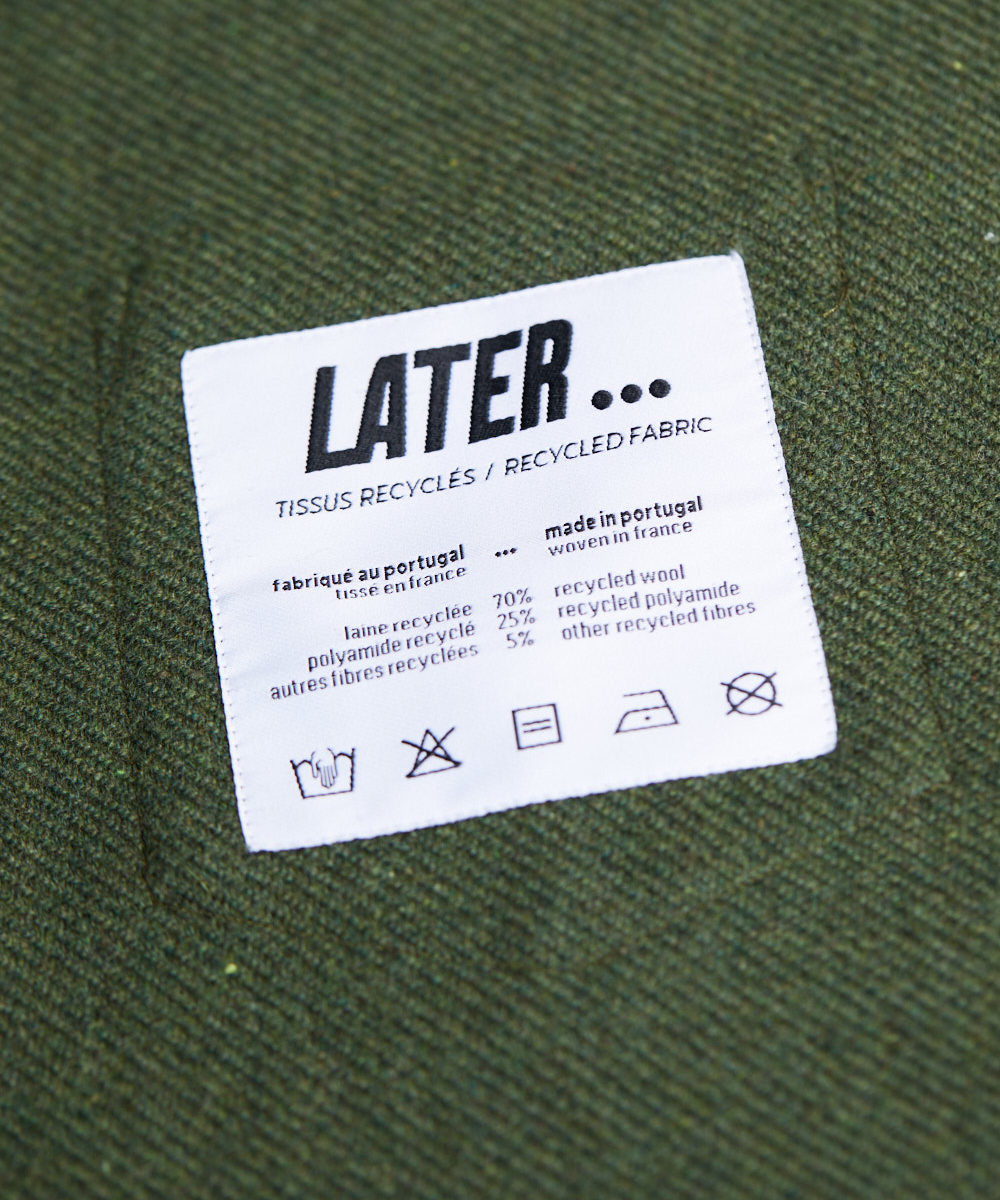 LATER...
TISSUS RECYCLÉS / RECYCLED FABRIC
fabriqué au portugal ... made in portugal
tissé en france woven in france
laine recyclée 70% recycled wool
polyamide recyclé 25% recycled polyamide
autres fibres recyclées 5% other recycled fibres